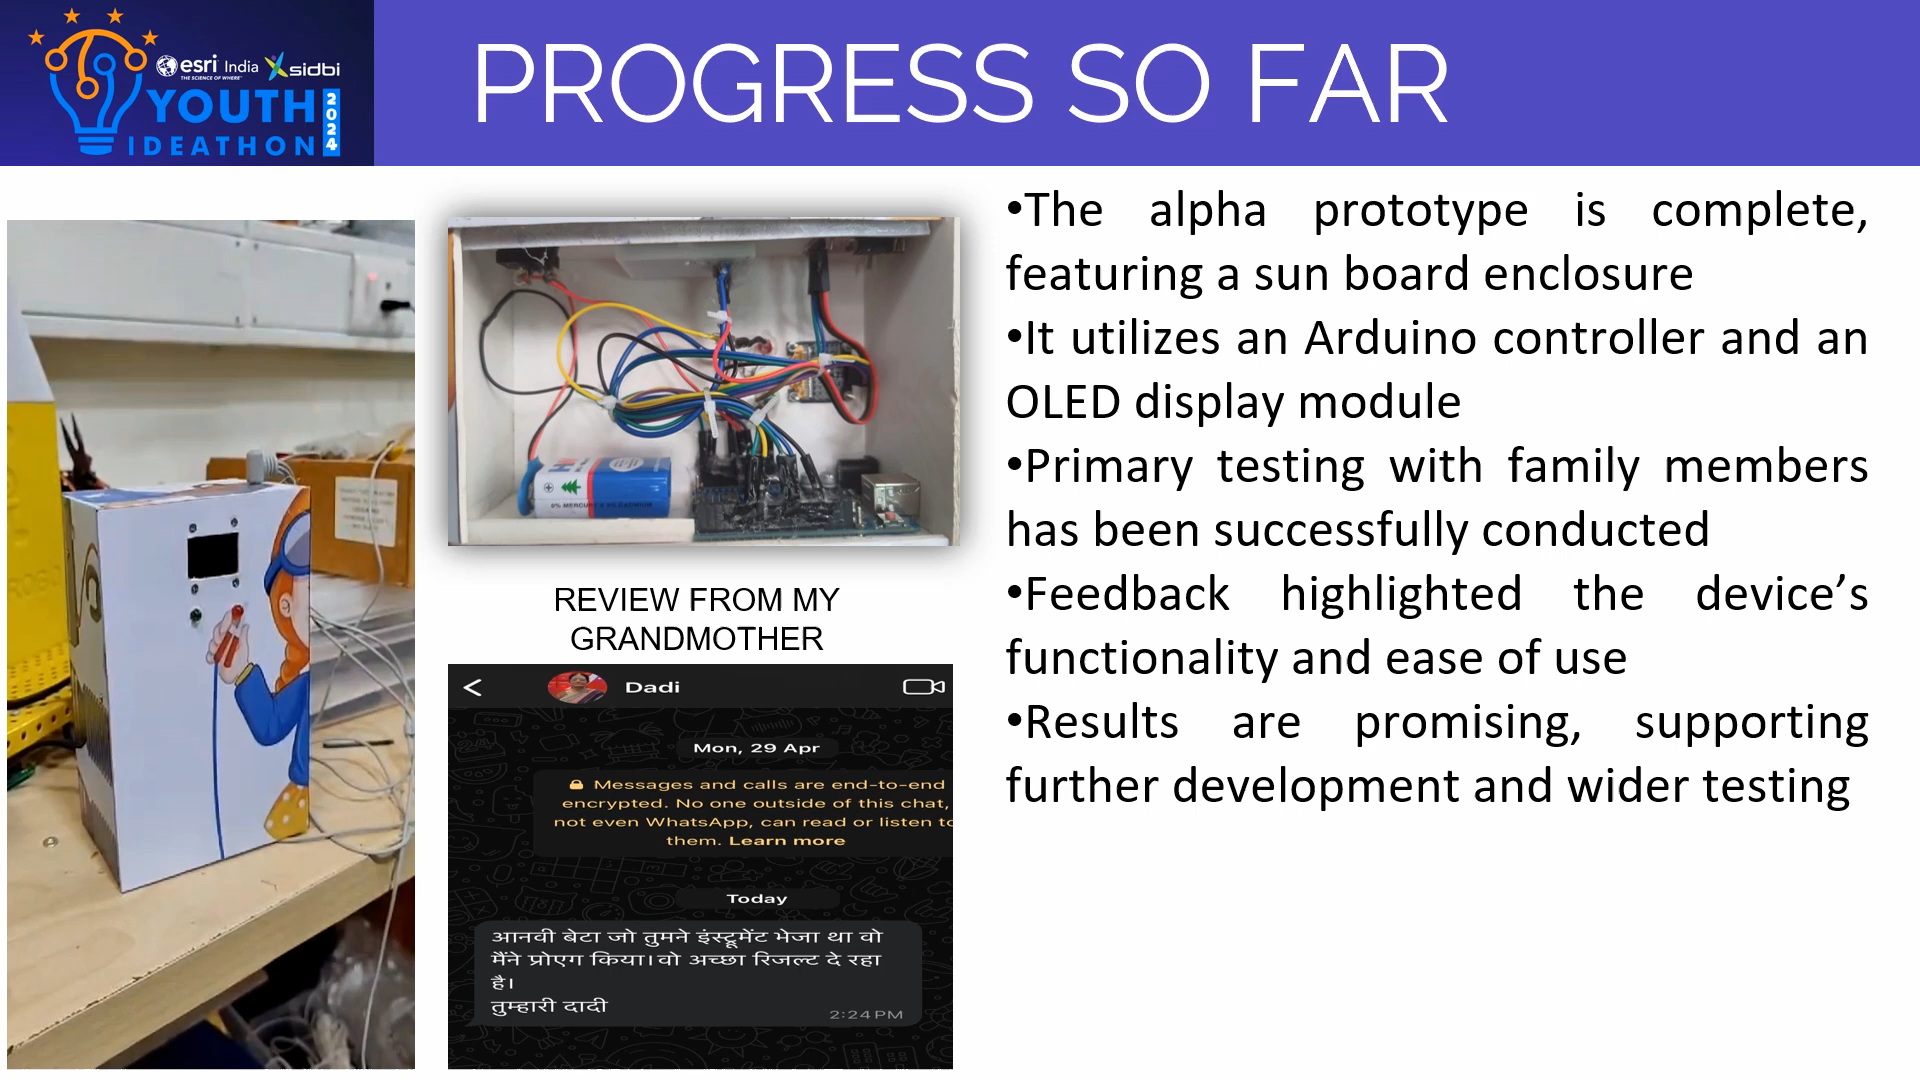 esri India
THE SCIENCE OF WHERE
sidbi
YOUTH
IDEATHON
2024
PROGRESS SO FAR
REVIEW FROM MY
GRANDMOTHER
Dadi
Mon, 29 Apr
Messages and calls are end-to-end
encrypted. No one outside of this chat,
not even WhatsApp, can read or listen to
them. Learn more
Today
आनवी बेटा जो तुमने इंस्ट्रूमेंट भेजा था वो
मैंने प्रोएग किया।वो अच्छा रिजल्ट दे रहा
है।
तुम्हारी दादी
2:24 PM
•The alpha prototype is complete,
featuring a sun board enclosure
•It utilizes an Arduino controller and an
OLED display module
•Primary testing with family members
has been successfully conducted
•Feedback highlighted the device’s
functionality and ease of use
•Results are promising, supporting
further development and wider testing